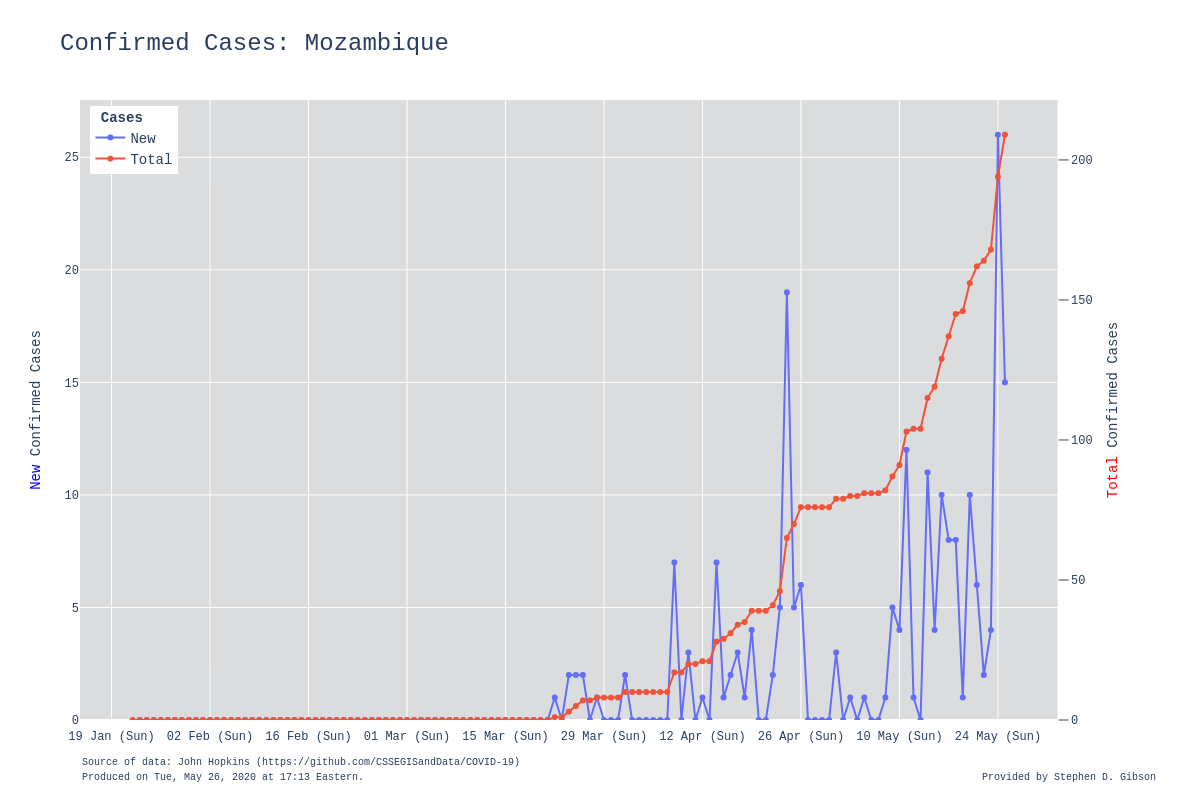 Confirmed Cases: Mozambique
Cases
New
Total
25
20
15
10
5
0
200
150
100
50
0
New Confirmed Cases
Total Confirmed Cases
19 Jan (Sun) 02 Feb (Sun) 16 Feb (Sun) 01 Mar (Sun) 15 Mar (Sun) 29 Mar (Sun) 12 Apr (Sun) 26 Apr (Sun) 10 May (Sun) 24 May (Sun)
Source of data: John Hopkins (https://github.com/CSSEGISandData/COVID-19)
Produced on Tue, May 26, 2020 at 17:13 Eastern.
Provided by Stephen D. Gibson